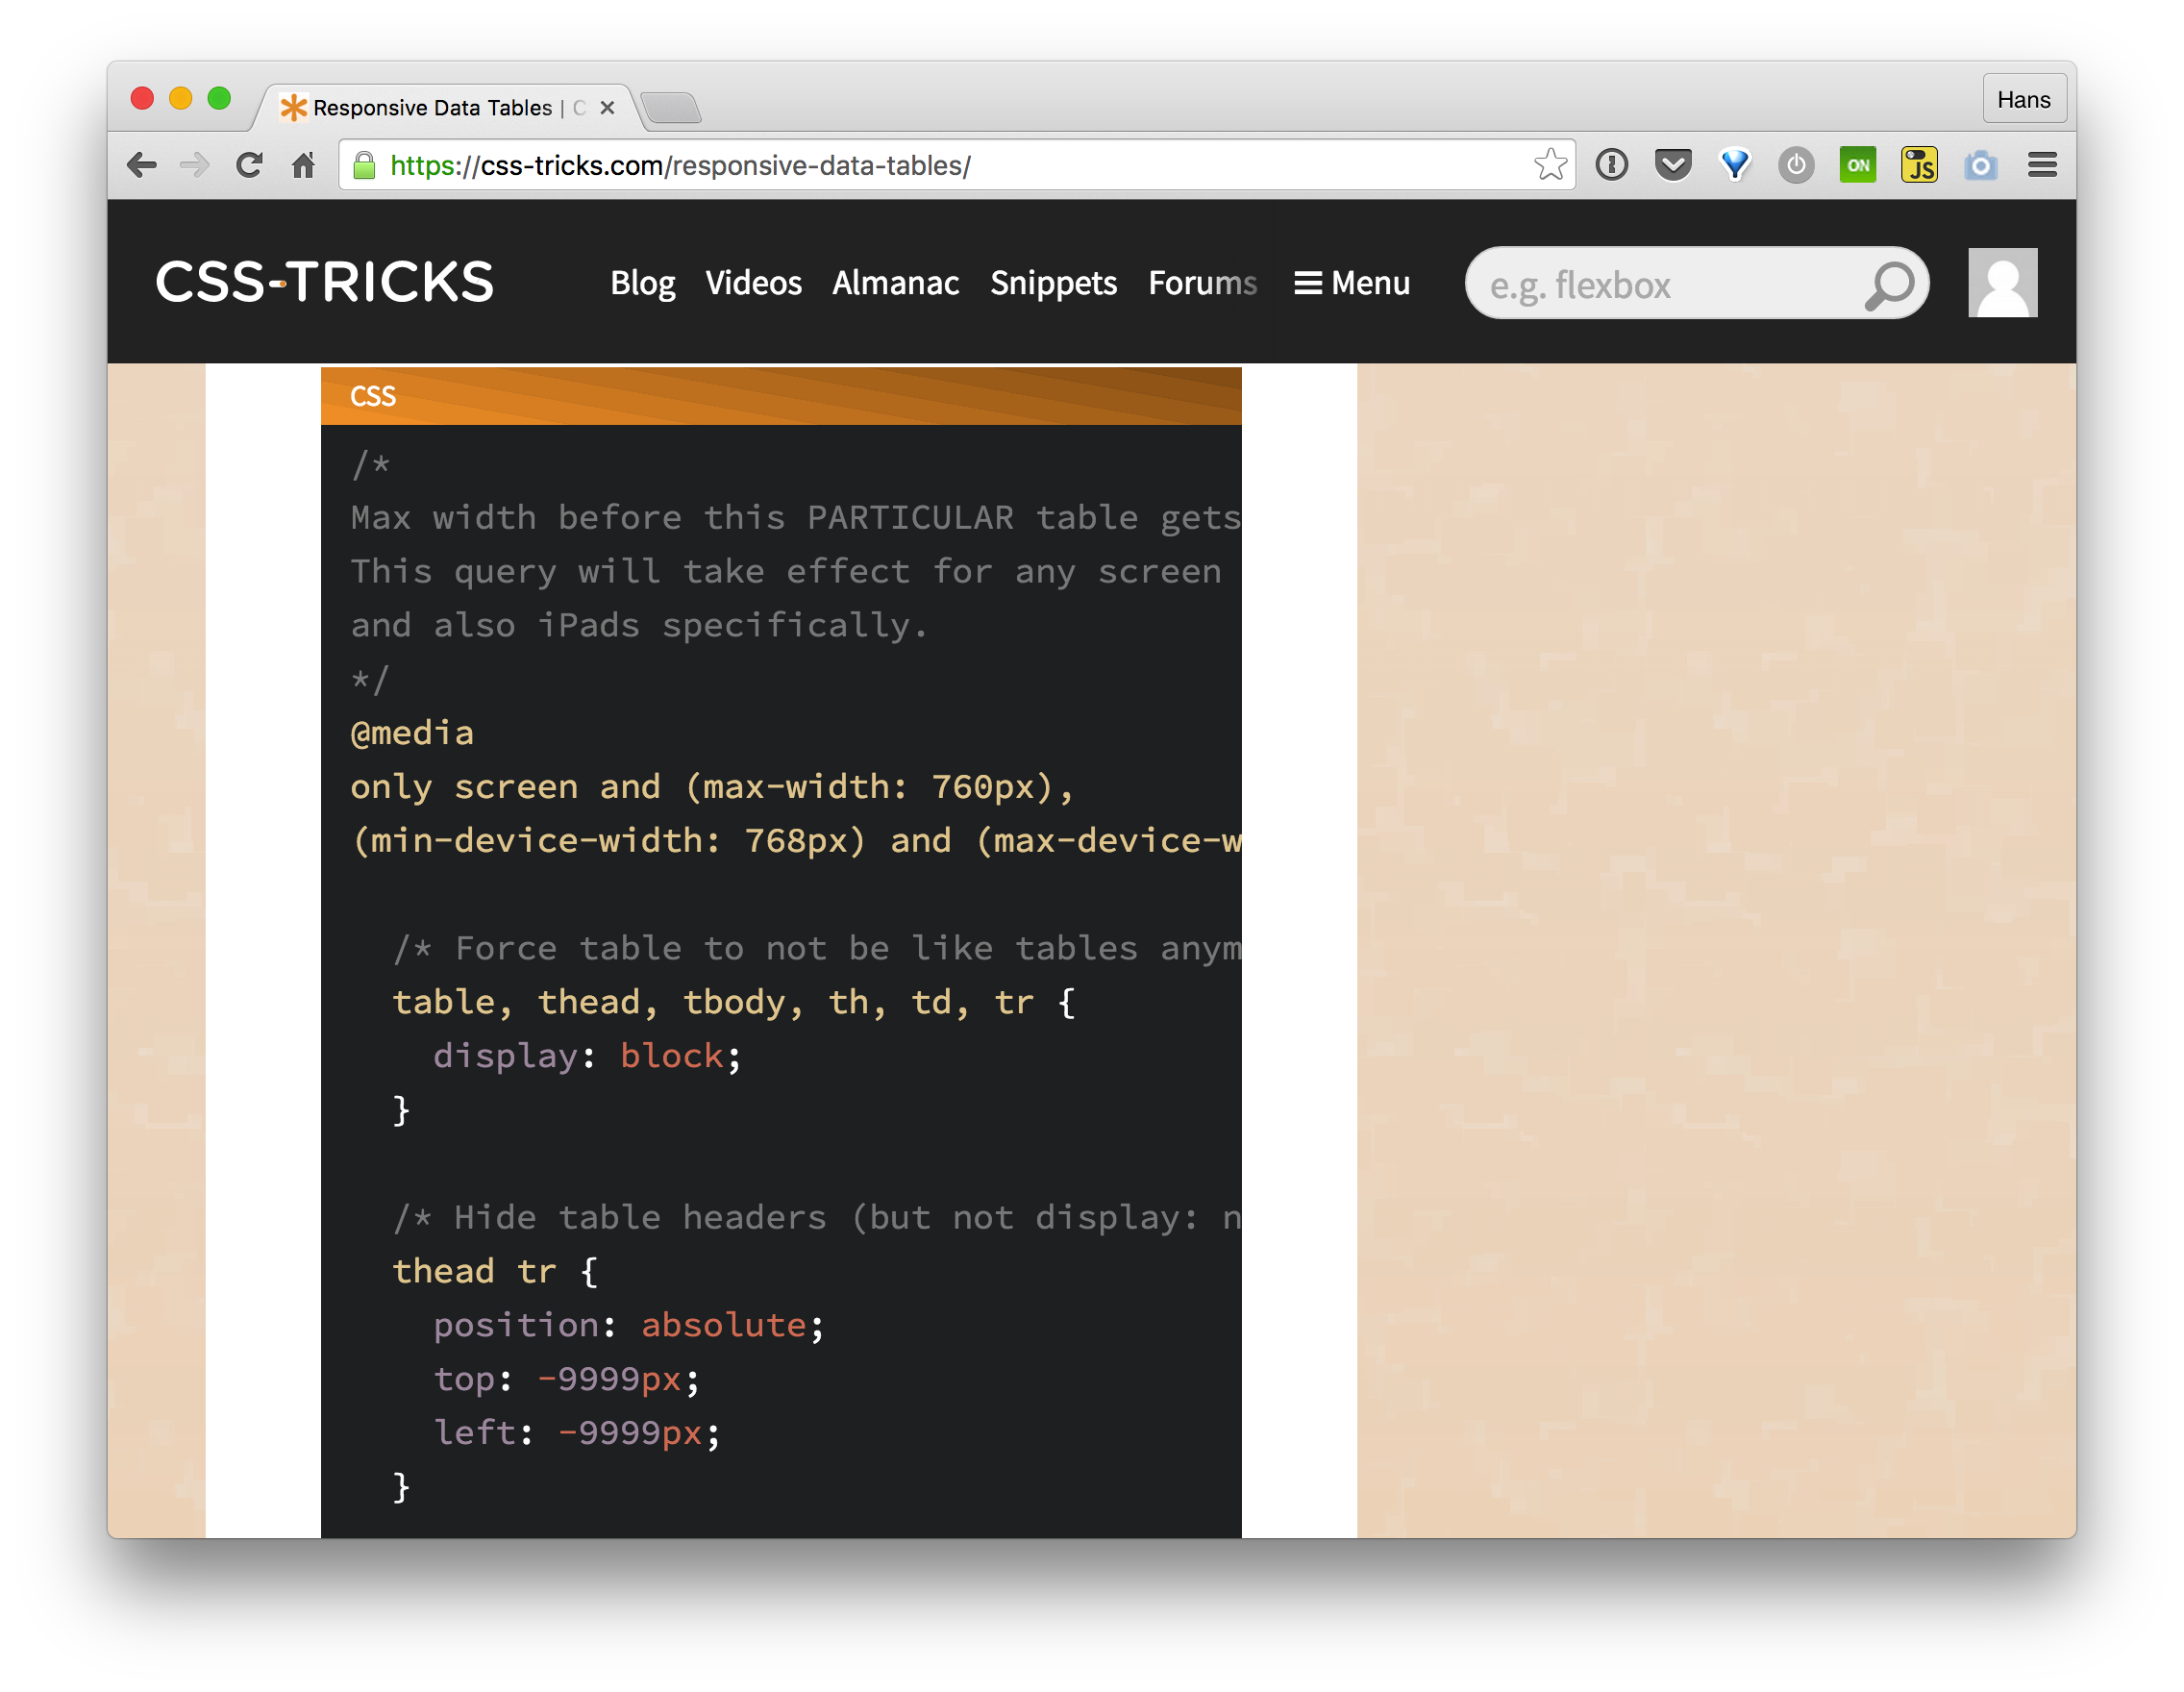 Responsive Data Tables | C
Hans
https://css-tricks.com/responsive-data-tables/
ON
JS
CSS-TRICKS
Blog Videos Almanac Snippets Forums Menu
e.g. flexbox
CSS
/*
Max width before this PARTICULAR table gets
This query will take effect for any screen
and also iPads specifically.
*/
@media
only screen and (max-width: 760px),
(min-device-width: 768px) and (max-device-w
/* Force table to not be like tables anym
table, thead, tbody, th, td, tr {
display: block;
}
/* Hide table headers (but not display: n
thead tr {
position: absolute;
top: -9999px;
left: -9999px;
}